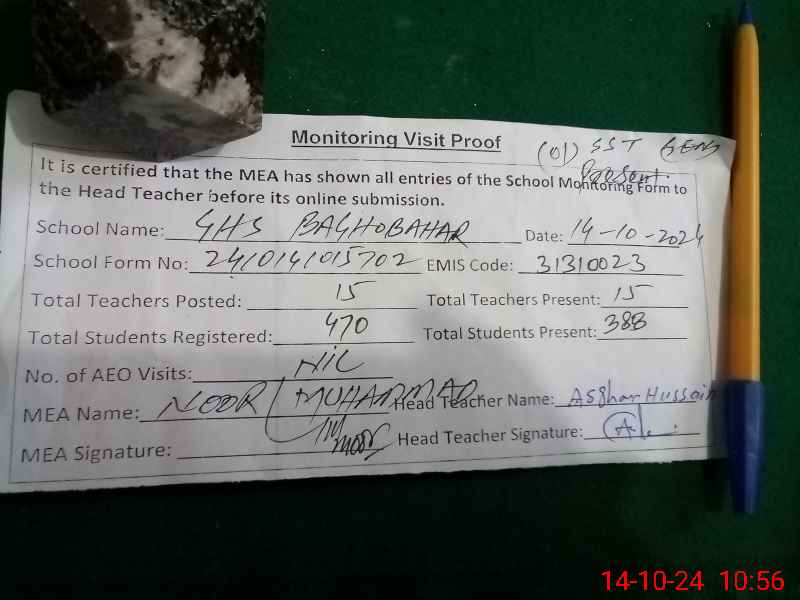 Monitoring Visit Proof
(01) SST GENS
Present.
It is certified that the MEA has shown all entries of the School Monitoring Form to
the Head Teacher before its online submission.
School Name: GHS BAGHOBAHAR Date: 14-10-2024
School Form No: 2410141015702 EMIS Code: 31310023
Total Teachers Posted: 15 Total Teachers Present: 15
Total Students Registered: 470 Total Students Present: 388
No. of AEO Visits: NIL
MEA Name: NOOR MUHAMMAD Head Teacher Name: Asghar Hussain
MEA Signature: Head Teacher Signature:
14-10-24 10:56